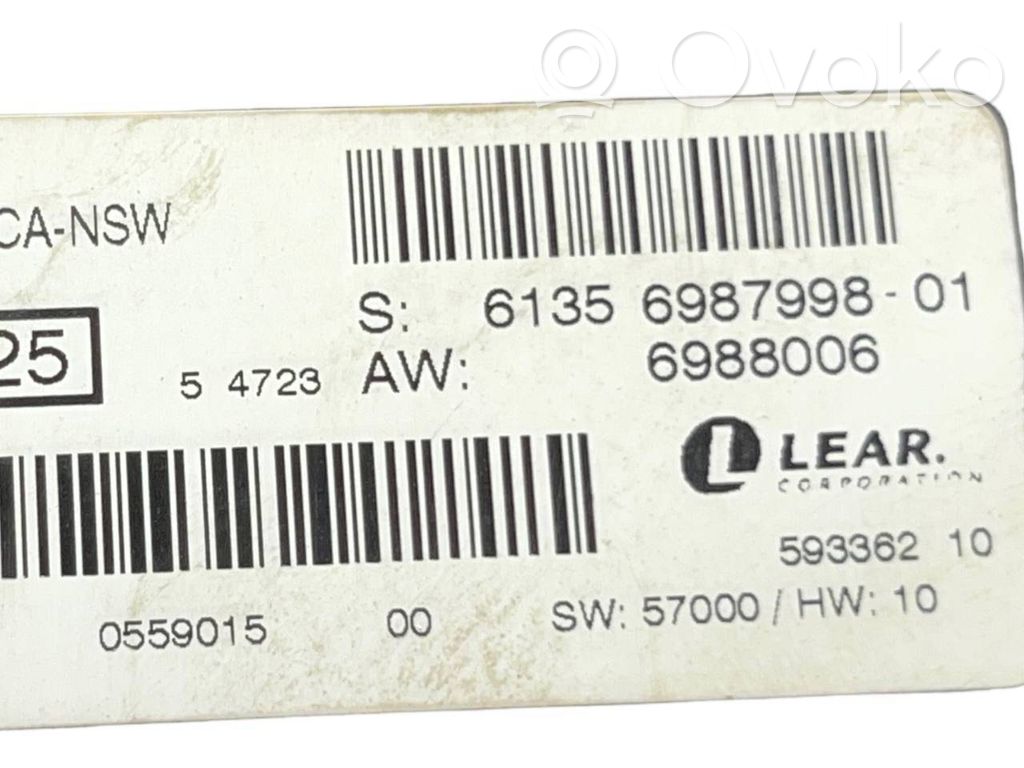 Ovoko
CA-NSW
S: 6135 6987998-01
25
5 4723 AW: 6988006
LEAR.
CORPORATION
593362 10
0559015 00 SW: 57000 / HW: 10